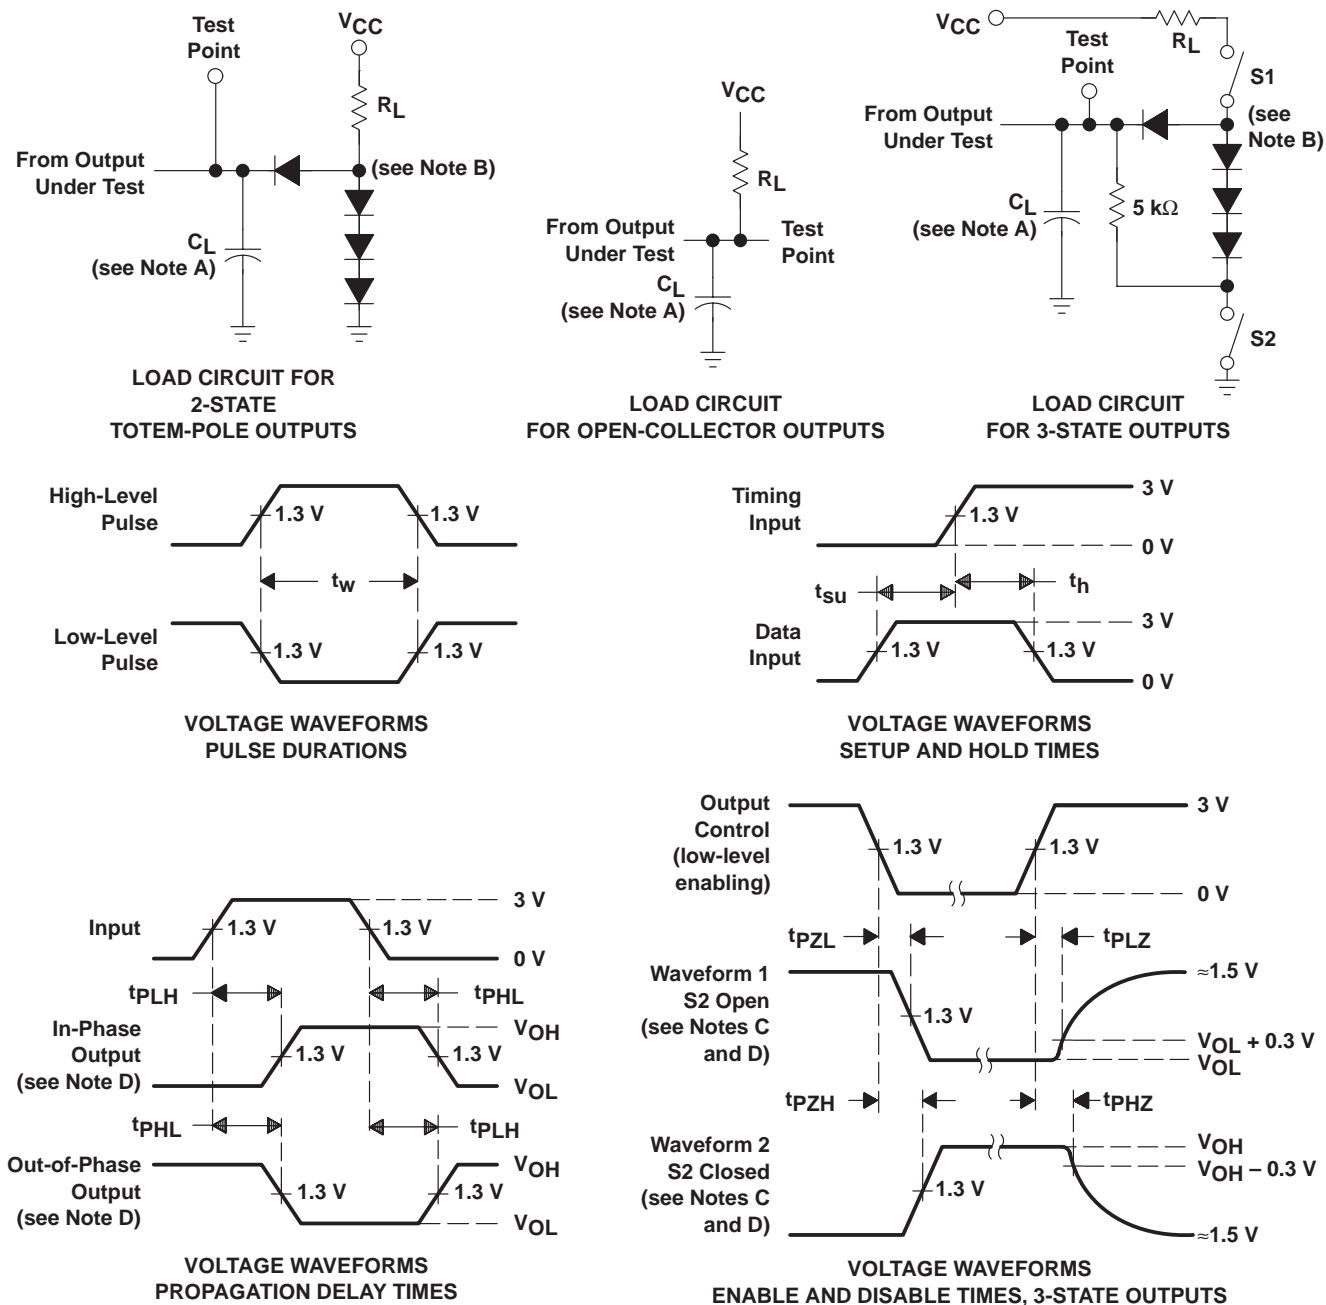 Test
Point
VCC
RL
From Output
Under Test
(see Note B)
CL
(see Note A)
LOAD CIRCUIT FOR
2-STATE
TOTEM-POLE OUTPUTS
VCC
RL
From Output
Under Test
Test
Point
CL
(see Note A)
LOAD CIRCUIT
FOR OPEN-COLLECTOR OUTPUTS
VCC
RL
Test
Point
S1
From Output
Under Test
(see
Note B)
CL
(see Note A)
5 kΩ
S2
LOAD CIRCUIT
FOR 3-STATE OUTPUTS
High-Level
Pulse
1.3 V
1.3 V
tw
Low-Level
Pulse
1.3 V
1.3 V
VOLTAGE WAVEFORMS
PULSE DURATIONS
Timing
Input
3 V
1.3 V
0 V
tsu
th
Data
Input
3 V
1.3 V
1.3 V
0 V
VOLTAGE WAVEFORMS
SETUP AND HOLD TIMES
Input
3 V
1.3 V
1.3 V
0 V
tPLH
tPHL
In-Phase
Output
(see Note D)
VOH
1.3 V
1.3 V
VOL
tPHL
tPLH
Out-of-Phase
Output
(see Note D)
VOH
1.3 V
1.3 V
VOL
VOLTAGE WAVEFORMS
PROPAGATION DELAY TIMES
Output
Control
(low-level
enabling)
3 V
1.3 V
1.3 V
0 V
tPZL
tPLZ
Waveform 1
S2 Open
(see Notes C
and D)
≈1.5 V
1.3 V
VOL + 0.3 V
VOL
tPZH
tPHZ
Waveform 2
S2 Closed
(see Notes C
and D)
VOH
VOH – 0.3 V
1.3 V
≈1.5 V
VOLTAGE WAVEFORMS
ENABLE AND DISABLE TIMES, 3-STATE OUTPUTS